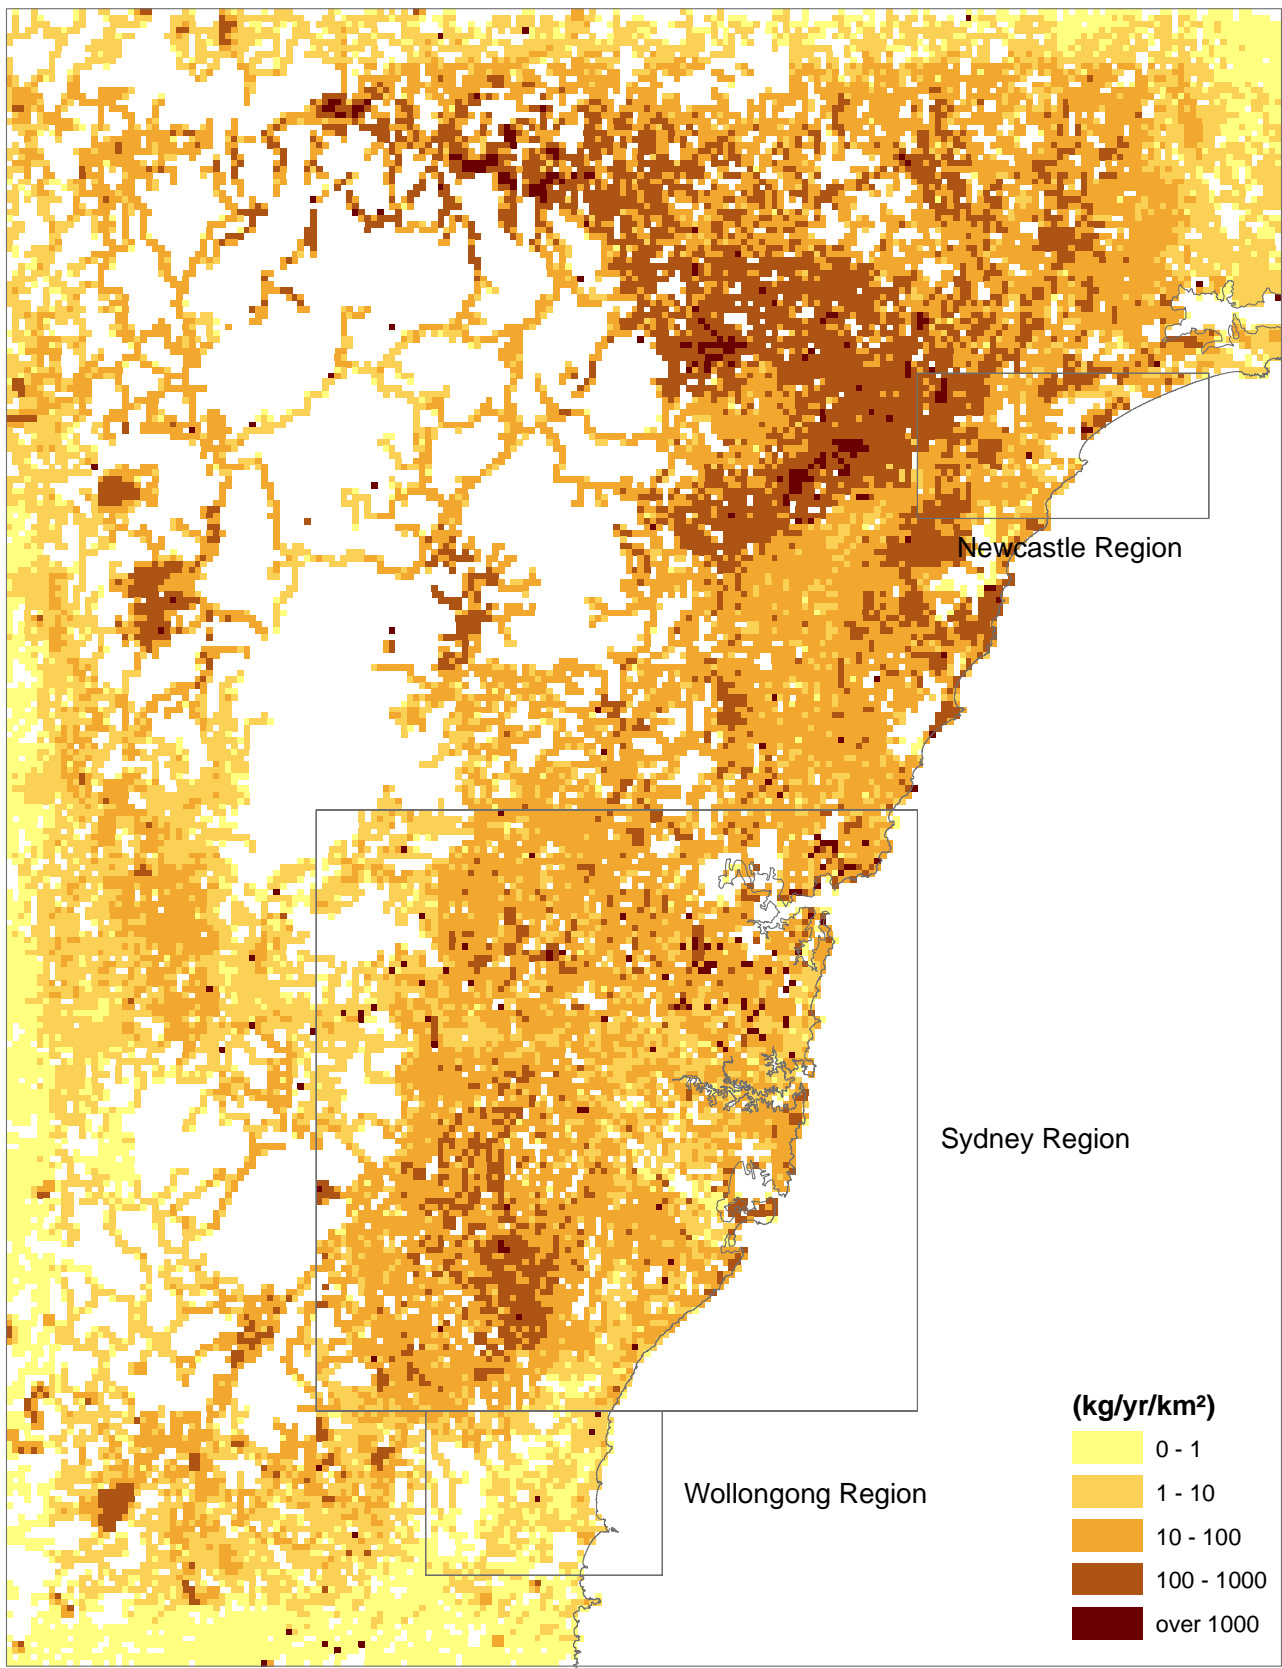 Newcastle Region
Sydney Region
(kg/yr/km²)
0 - 1
Wollongong Region
1 - 10
10 - 100
100 - 1000
over 1000